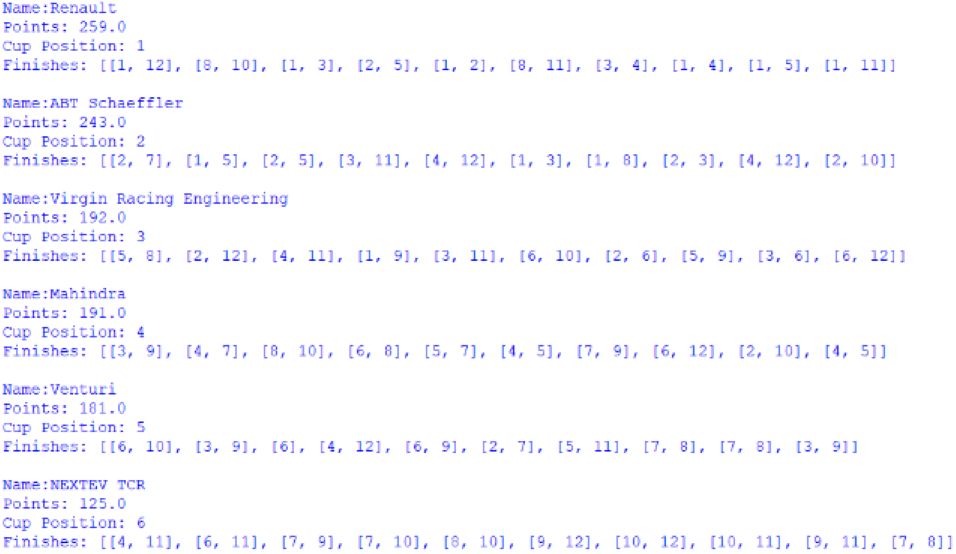 Name:Renault
Points: 259.0
Cup Position: 1
Finishes: [[1, 12], [8, 10], [1, 3], [2, 5], [1, 2], [8, 11], [3, 4], [1, 4], [1, 5], [1, 11]]
Name:ABT Schaeffler
Points: 243.0
Cup Position: 2
Finishes: [[2, 7], [1, 5], [2, 5], [3, 11], [4, 12], [1, 3], [1, 8], [2, 3], [4, 12], [2, 10]]
Name:Virgin Racing Engineering
Points: 192.0
Cup Position: 3
Finishes: [[5, 8], [2, 12], [4, 11], [1, 9], [3, 11], [6, 10], [2, 6], [5, 9], [3, 6], [6, 12]]
Name:Mahindra
Points: 191.0
Cup Position: 4
Finishes: [[3, 9], [4, 7], [8, 10], [6, 8], [5, 7], [4, 5], [7, 9], [6, 12], [2, 10], [4, 5]]
Name:Venturi
Points: 181.0
Cup Position: 5
Finishes: [[6, 10], [3, 9], [6], [4, 12], [6, 9], [2, 7], [5, 11], [7, 8], [7, 8], [3, 9]]
Name:NEXTEV TCR
Points: 125.0
Cup Position: 6
Finishes: [[4, 11], [6, 11], [7, 9], [7, 10], [8, 10], [9, 12], [10, 12], [10, 11], [9, 11], [7, 8]]